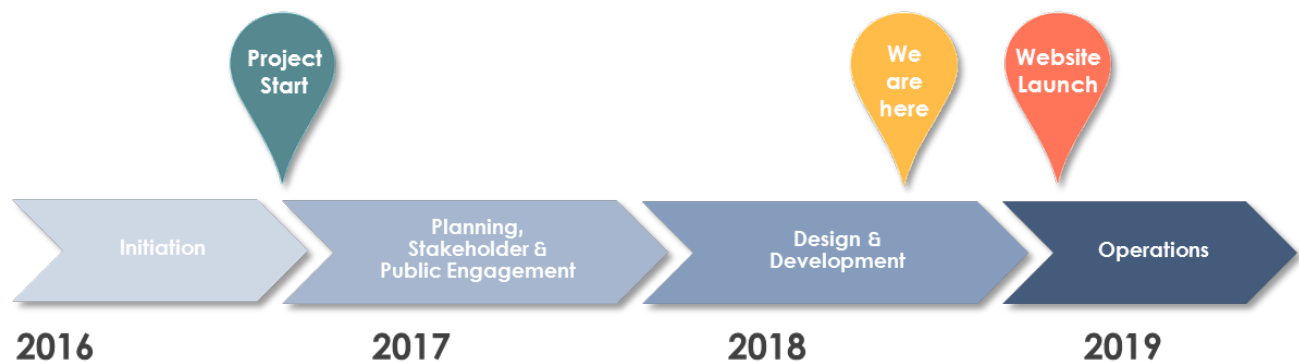 Project
Start
We
are
here
Website
Launch
Initiation
Planning,
Stakeholder &
Public Engagement
Design &
Development
Operations
2016
2017
2018
2019